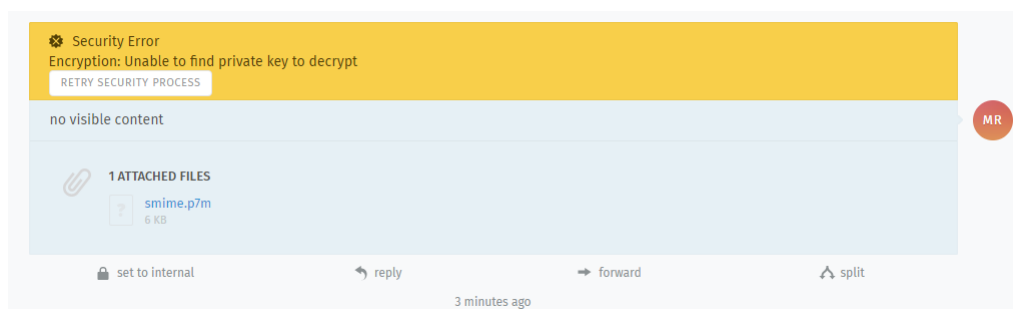 Security Error
Encryption: Unable to find private key to decrypt
RETRY SECURITY PROCESS
no visible content
MR
1 ATTACHED FILES
?
smime.p7m
6 KB
set to internal
reply
forward
split
3 minutes ago